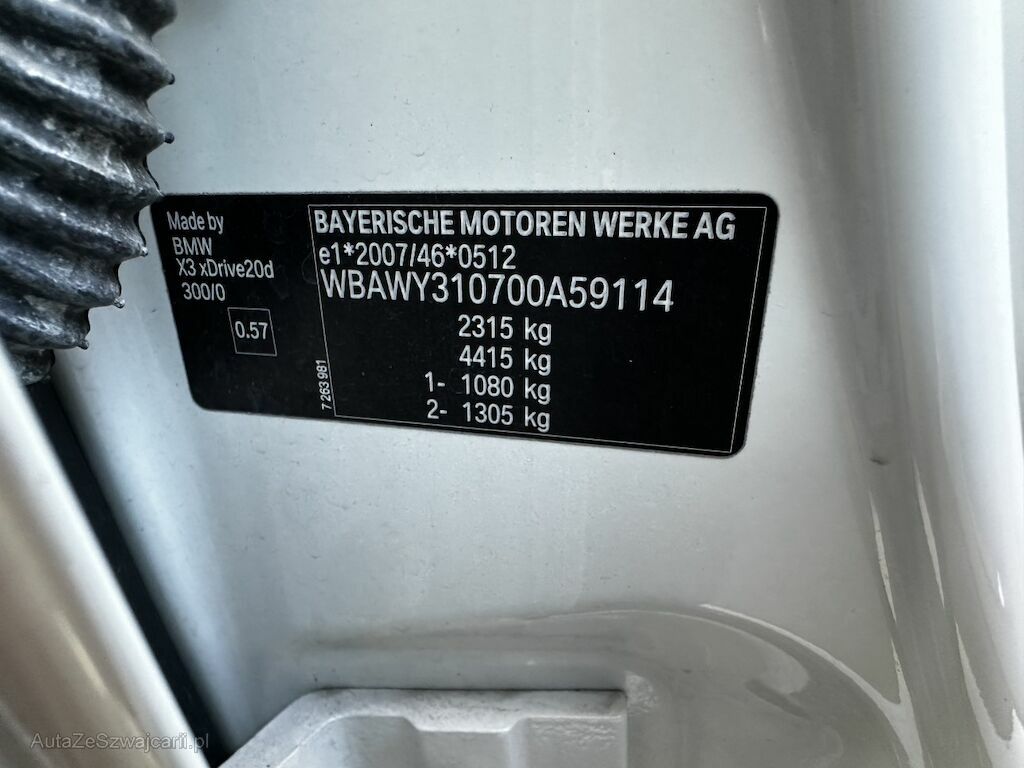 Made by
BMW
X3 xDrive20d
300/0
0.57
7 263 981
BAYERISCHE MOTOREN WERKE AG
e1*2007/46*0512
WBAWY310700A59114
2315 kg
4415 kg
1- 1080 kg
2- 1305 kg
AutaZeSzwajcarii.pl